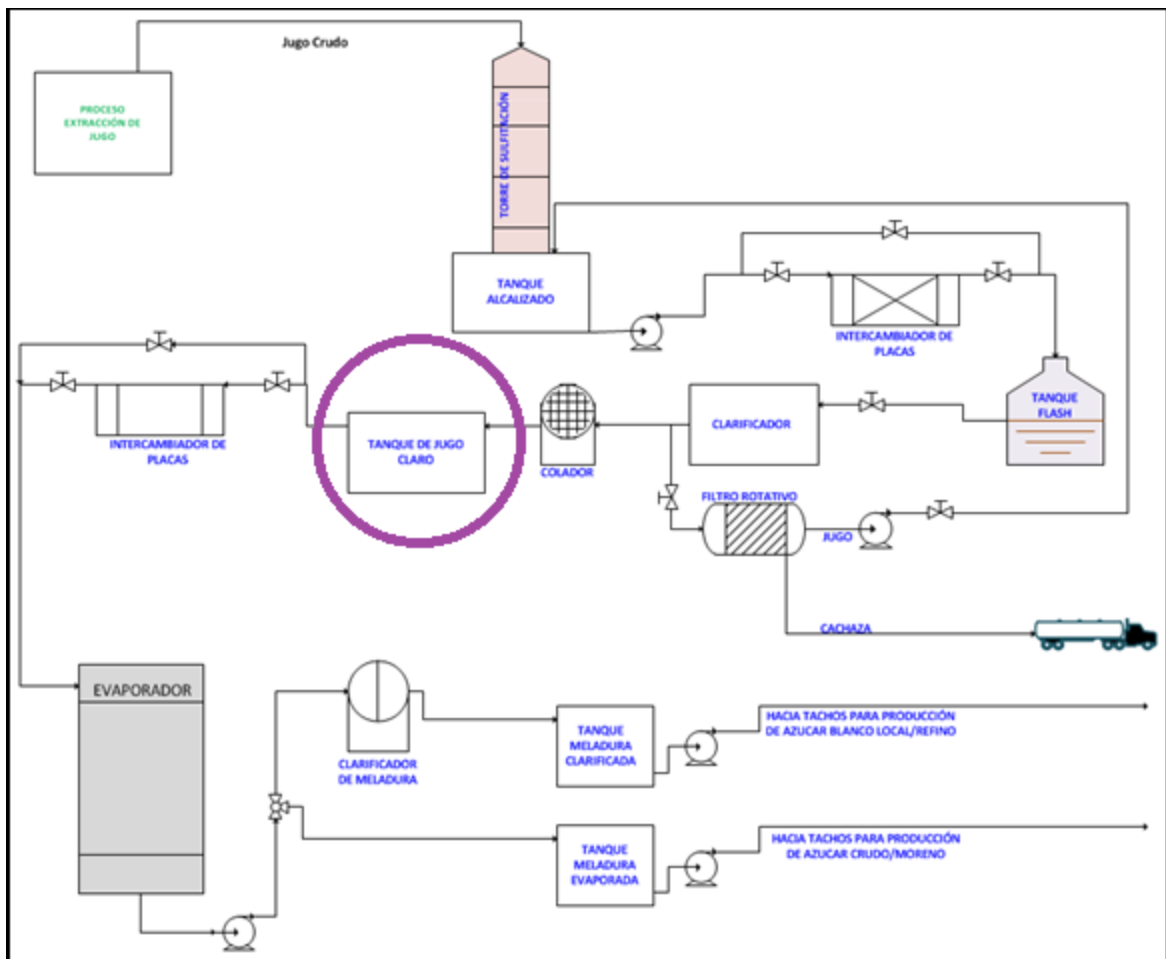 Jugo Crudo
PROCESO
EXTRACCIÓN DE
JUGO
TORRE DE SULFITACIÓN
TANQUE
ALCALIZADO
INTERCAMBIADOR DE
PLACAS
TANQUE
FLASH
CLARIFICADOR
TANQUE DE JUGO
CLARO
INTERCAMBIADOR DE
PLACAS
COLADOR
FILTRO ROTATIVO
JUGO
CACHAZA
EVAPORADOR
CLARIFICADOR
DE MELADURA
TANQUE
MELADURA
CLARIFICADA
HACIA TACHOS PARA PRODUCCIÓN
DE AZUCAR BLANCO LOCAL/REFINO
TANQUE
MELADURA
EVAPORADA
HACIA TACHOS PARA PRODUCCIÓN
DE AZUCAR CRUDO/MORENO